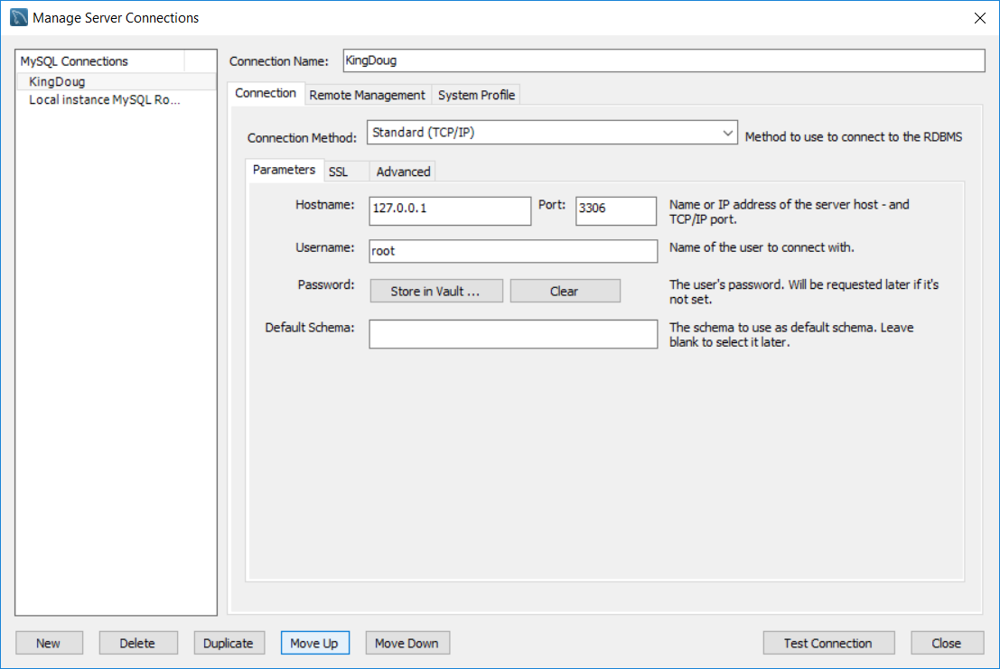 Manage Server Connections
MySQL Connections
KingDoug
Local instance MySQL Ro...
Connection Name: KingDoug
Connection Remote Management System Profile
Connection Method: Standard (TCP/IP) Method to use to connect to the RDBMS
Parameters SSL Advanced
Hostname: 127.0.0.1 Port: 3306 Name or IP address of the server host - and
TCP/IP port.
Username: root Name of the user to connect with.
Password: Store in Vault ... Clear The user's password. Will be requested later if it's
not set.
Default Schema: The schema to use as default schema. Leave
blank to select it later.
New Delete Duplicate Move Up Move Down Test Connection Close